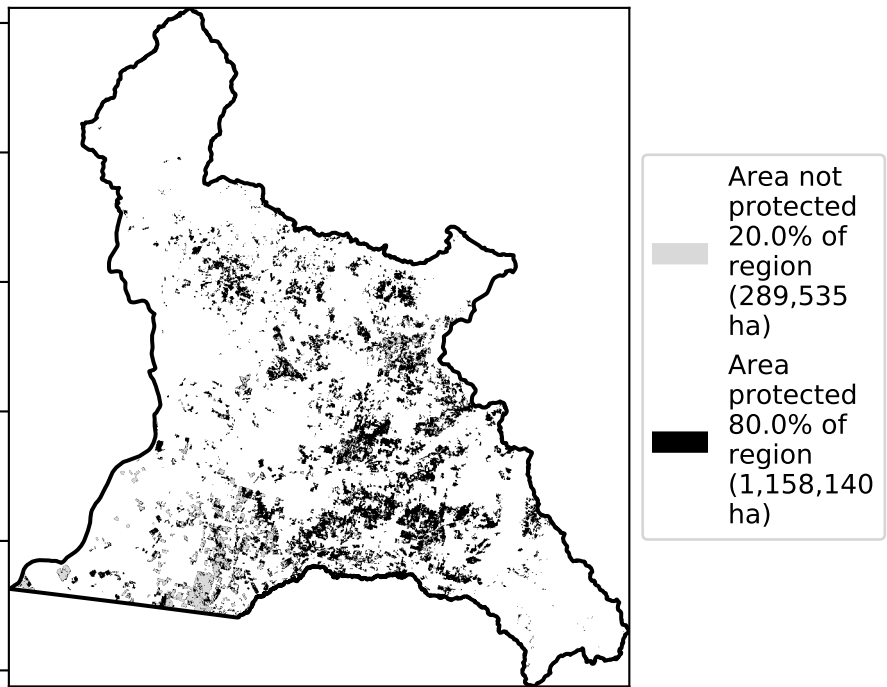 Area not
protected
20.0% of
region
(289,535
ha)
Area
protected
80.0% of
region
(1,158,140
ha)